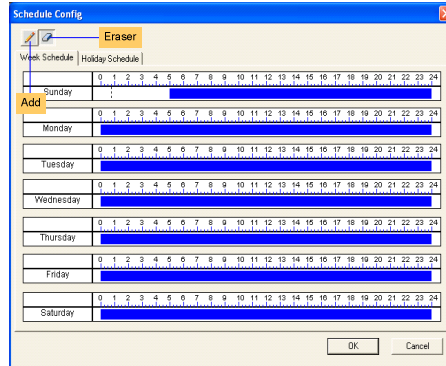 Schedule Config
Eraser
Week Schedule Holiday Schedule
0 1 2 3 4 5 6 7 8 9 10 11 12 13 14 15 16 17 18 19 20 21 22 23 24
Sunday
Add
0 1 2 3 4 5 6 7 8 9 10 11 12 13 14 15 16 17 18 19 20 21 22 23 24
Monday
0 1 2 3 4 5 6 7 8 9 10 11 12 13 14 15 16 17 18 19 20 21 22 23 24
Tuesday
0 1 2 3 4 5 6 7 8 9 10 11 12 13 14 15 16 17 18 19 20 21 22 23 24
Wednesday
0 1 2 3 4 5 6 7 8 9 10 11 12 13 14 15 16 17 18 19 20 21 22 23 24
Thursday
0 1 2 3 4 5 6 7 8 9 10 11 12 13 14 15 16 17 18 19 20 21 22 23 24
Friday
0 1 2 3 4 5 6 7 8 9 10 11 12 13 14 15 16 17 18 19 20 21 22 23 24
Saturday
OK Cancel